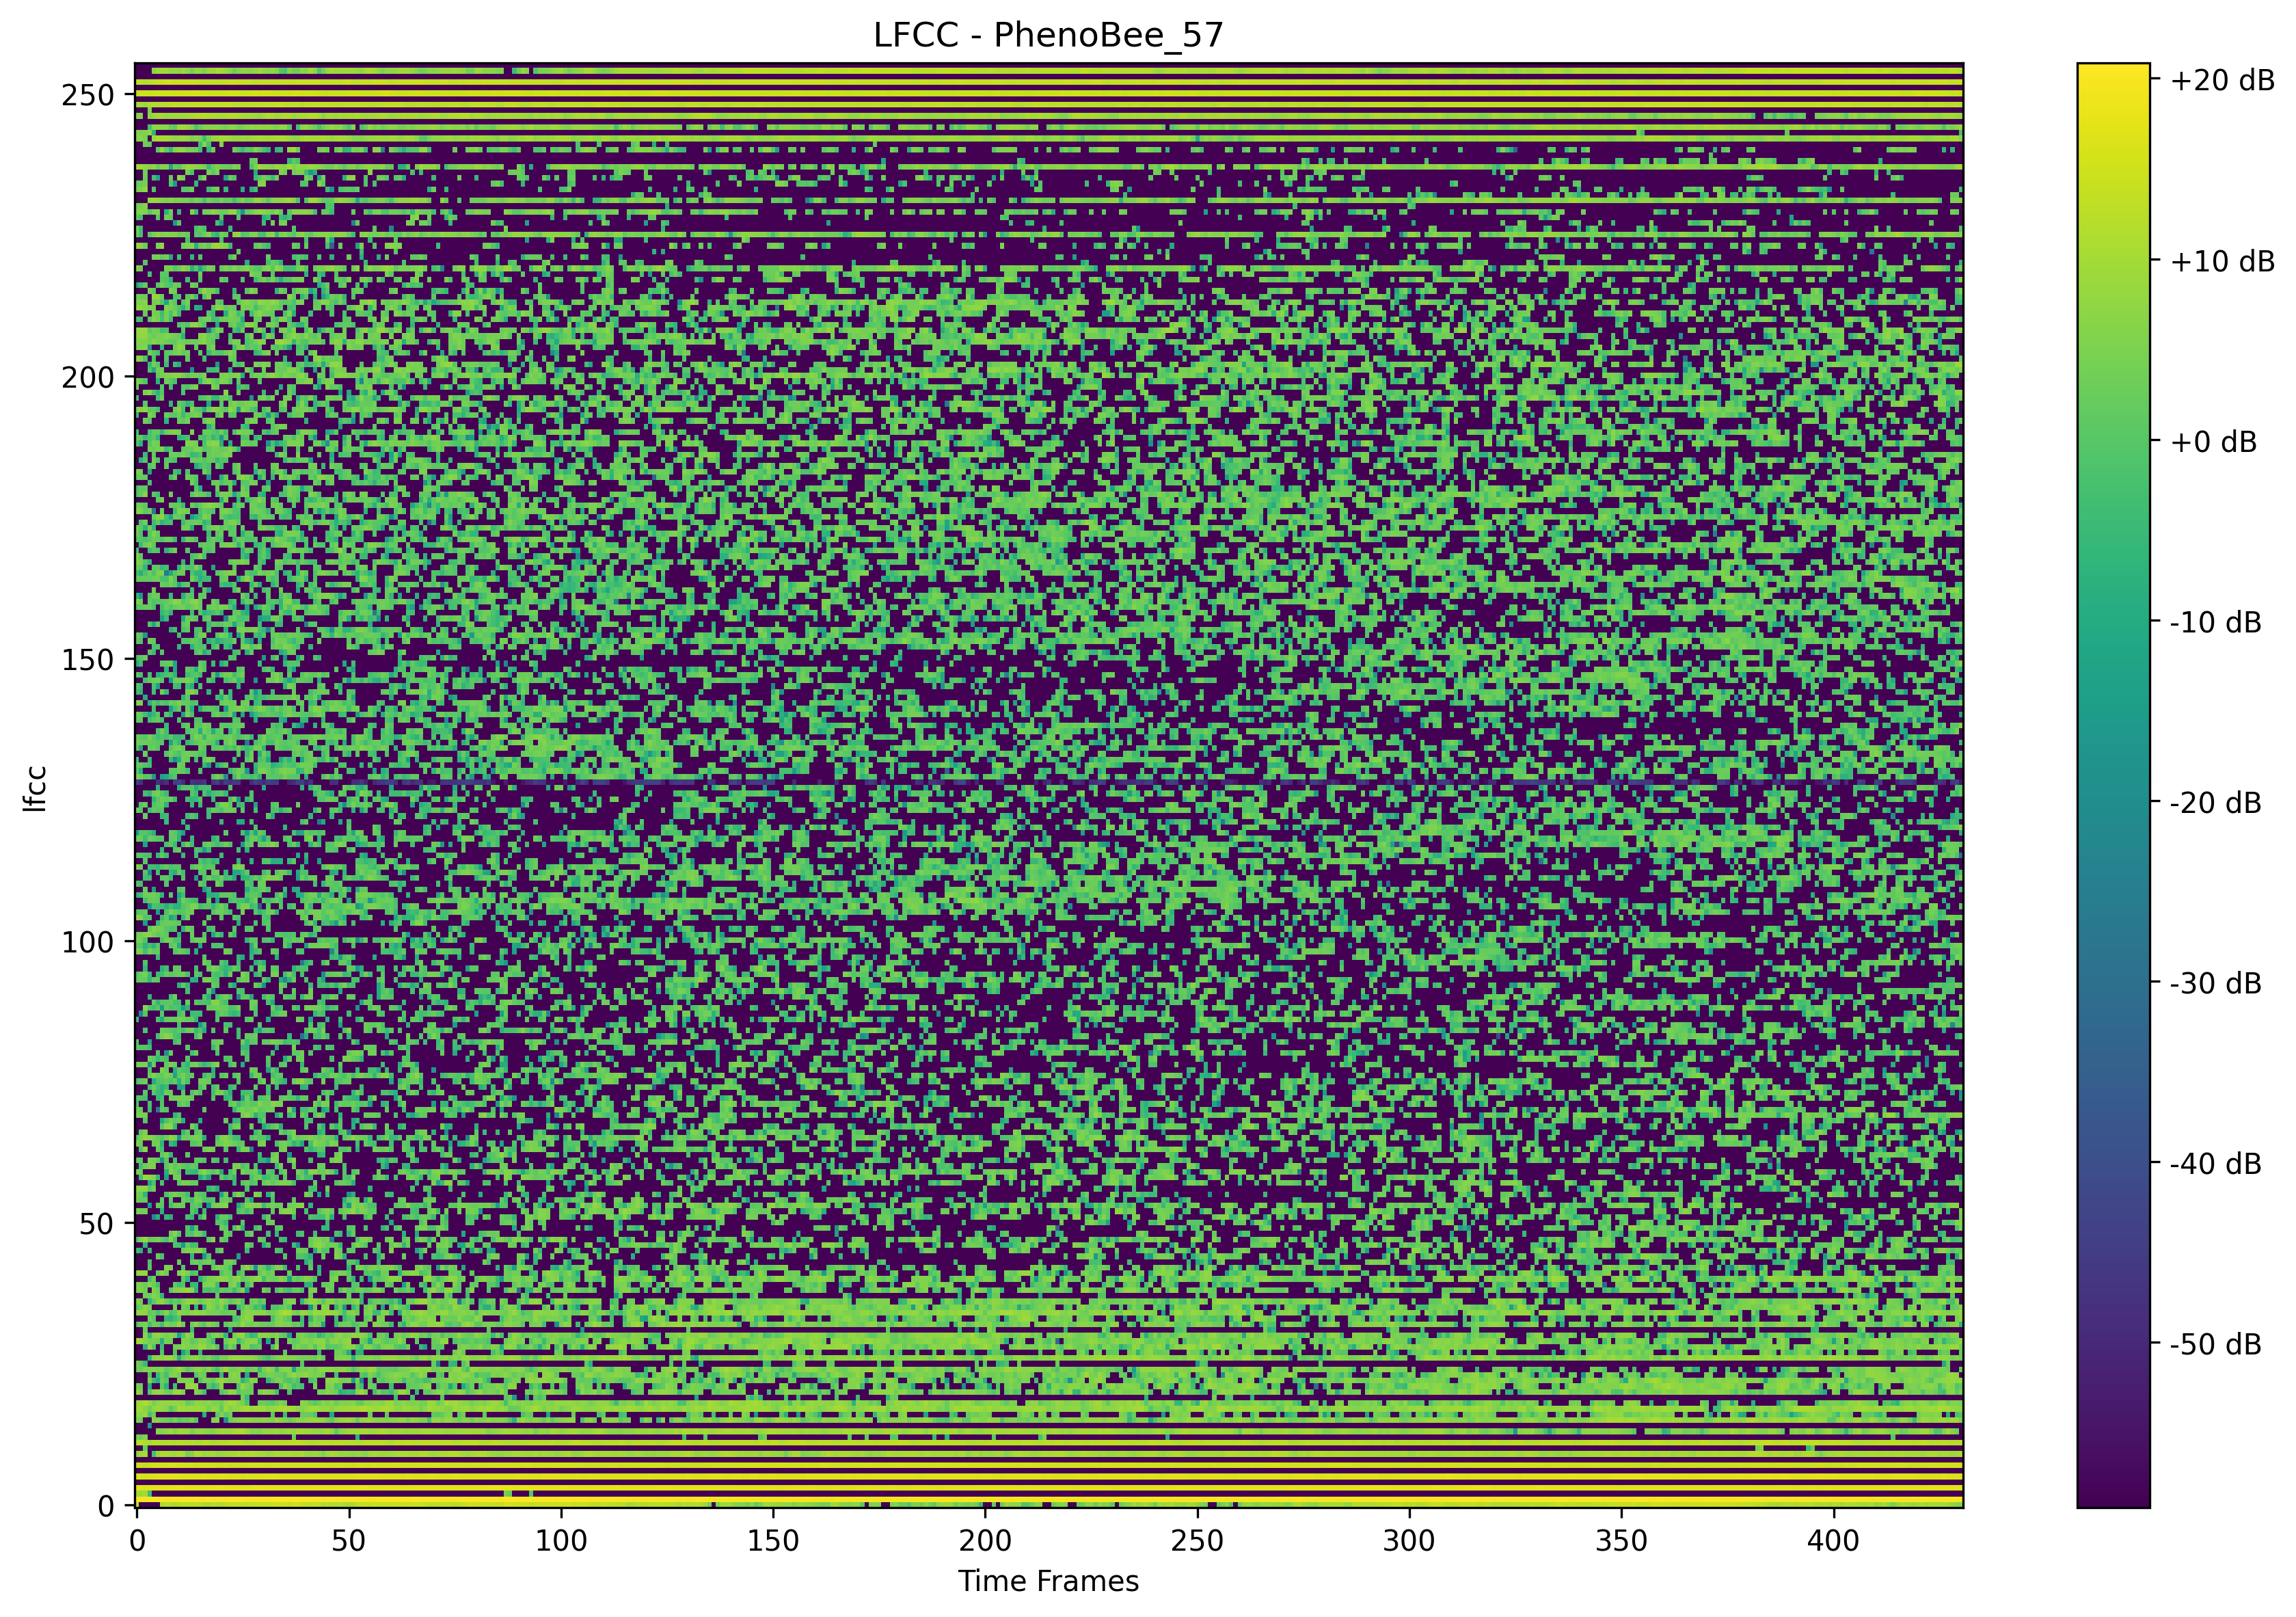 LFCC - PhenoBee_57
250
200
150
100
50
0
lfcc
0 50 100 150 200 250 300 350 400
Time Frames
+20 dB
+10 dB
+0 dB
-10 dB
-20 dB
-30 dB
-40 dB
-50 dB